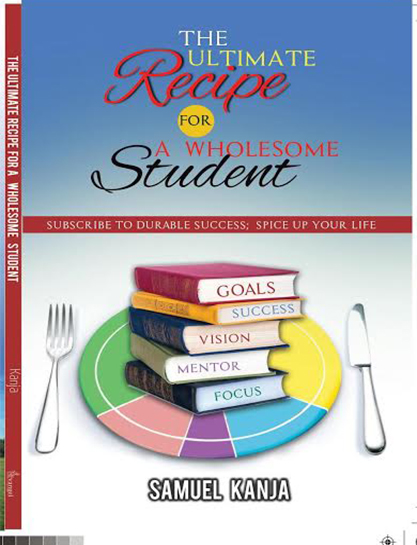 THE
ULTIMATE
Recipe
FOR
A WHOLESOME
Student
SUBSCRIBE TO DURABLE SUCCESS; SPICE UP YOUR LIFE
GOALS
SUCCESS
VISION
MENTOR
FOCUS
SAMUEL KANJA
THE ULTIMATE RECIPE FOR A WHOLESOME STUDENT
Kanja